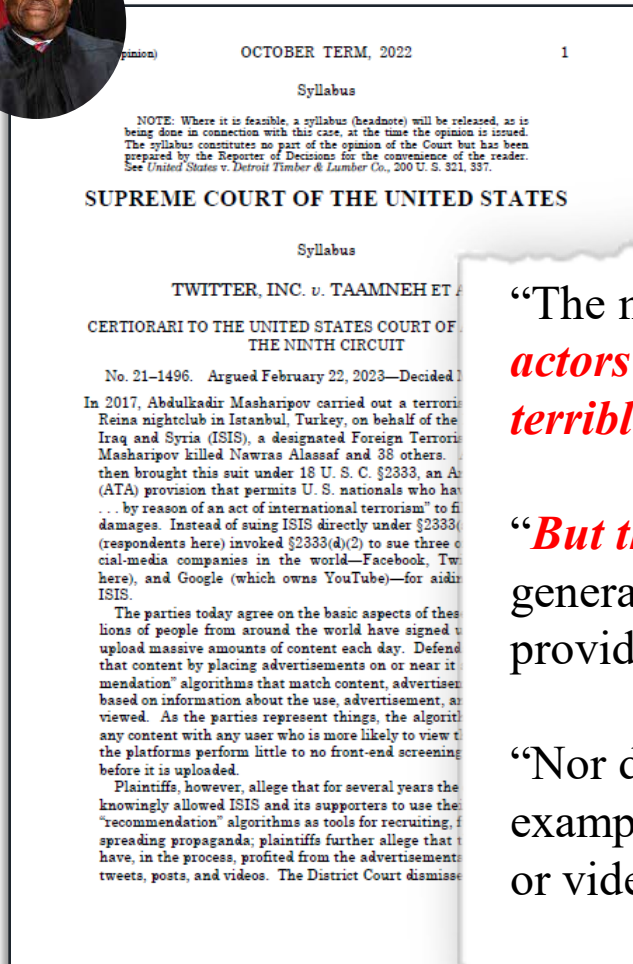 pinion)
OCTOBER TERM, 2022
1
Syllabus
NOTE: Where it is feasible, a syllabus (headnote) will be released, as is
being done in connection with this case, at the time the opinion is issued.
The syllabus constitutes no part of the opinion of the Court but has been
prepared by the Reporter of Decisions for the convenience of the reader.
See United States v. Detroit Timber & Lumber Co., 200 U. S. 321, 337.
SUPREME COURT OF THE UNITED STATES
Syllabus
TWITTER, INC. v. TAAMNEH ET
CERTIORARI TO THE UNITED STATES COURT OF
THE NINTH CIRCUIT
No. 21–1496. Argued February 22, 2023—Decided
In 2017, Abdulkadir Masharipov carried out a terroris
Reina nightclub in Istanbul, Turkey, on behalf of the
Iraq and Syria (ISIS), a designated Foreign Terroris
Masharipov killed Nawras Alassaf and 38 others.
then brought this suit under 18 U. S. C. §2333, an An
(ATA) provision that permits U. S. nationals who hav
. . . by reason of an act of international terrorism” to fi
damages. Instead of suing ISIS directly under §2333(
(respondents here) invoked §2333(d)(2) to sue three o
cial-media companies in the world—Facebook, Tw
here), and Google (which owns YouTube)—for aidin
ISIS.
The parties today agree on the basic aspects of these
lions of people from around the world have signed u
upload massive amounts of content each day. Defend
that content by placing advertisements on or near it
mendation” algorithms that match content, advertisem
based on information about the use, advertisement, an
viewed. As the parties represent things, the algorith
any content with any user who is more likely to view t
the platforms perform little to no front-end screening
before it is uploaded.
Plaintiffs, however, allege that for several years the
knowingly allowed ISIS and its supporters to use thei
“recommendation” algorithms as tools for recruiting, f
spreading propaganda; plaintiffs further allege that t
have, in the process, profited from the advertisements
tweets, posts, and videos. The District Court dismisse
“The m
actors
terribl
“But th
genera
provid
“Nor d
examp
or vide